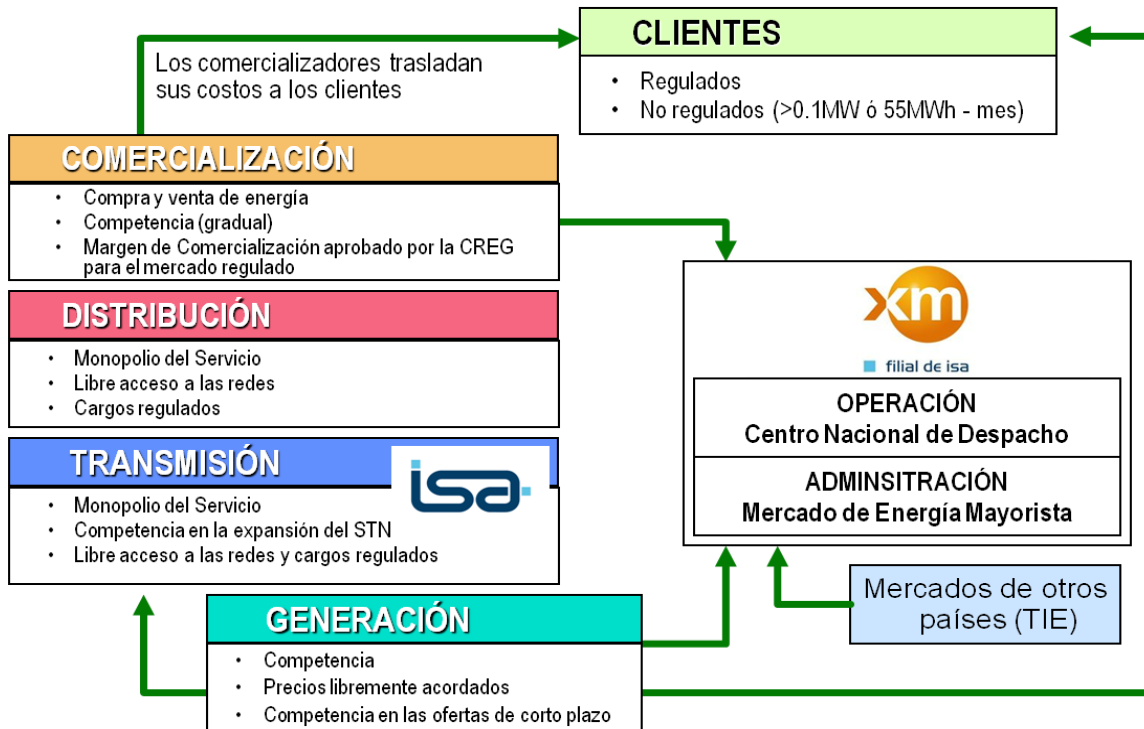 CLIENTES
• Regulados
• No regulados (>0.1MW ó 55MWh - mes)
Los comercializadores trasladan
sus costos a los clientes
COMERCIALIZACIÓN
• Compra y venta de energía
• Competencia (gradual)
• Margen de Comercialización aprobado por la CREG
para el mercado regulado
DISTRIBUCIÓN
• Monopolio del Servicio
• Libre acceso a las redes
• Cargos regulados
TRANSMISIÓN
isa
• Monopolio del Servicio
• Competencia en la expansión del STN
• Libre acceso a las redes y cargos regulados
GENERACIÓN
• Competencia
• Precios libremente acordados
• Competencia en las ofertas de corto plazo
xm
filial de isa
OPERACIÓN
Centro Nacional de Despacho
ADMINSITRACIÓN
Mercado de Energía Mayorista
Mercados de otros
países (TIE)